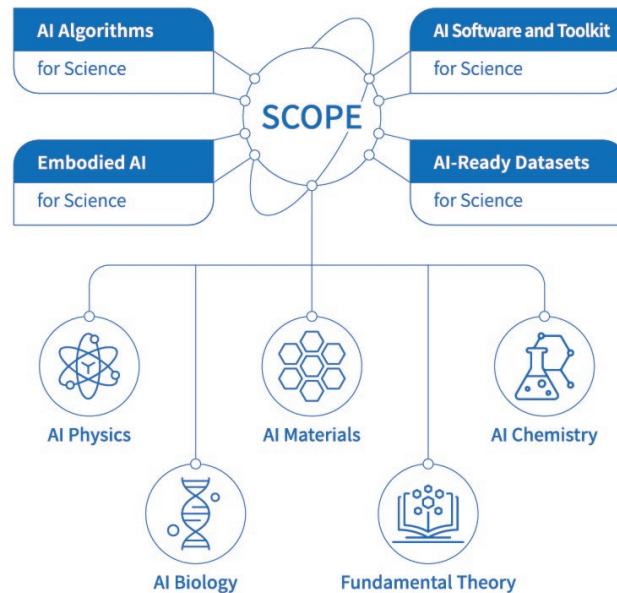 AI Algorithms
for Science
AI Software and Toolkit
for Science
SCOPE
Embodied AI
for Science
AI-Ready Datasets
for Science
AI Physics
AI Materials
AI Chemistry
AI Biology
Fundamental Theory